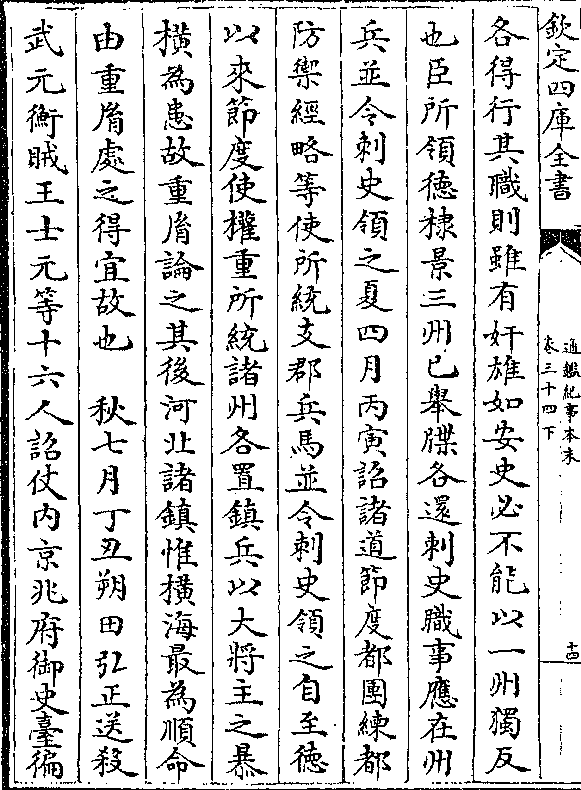 欽定四庫全書
通鑑紀事本末
卷三十四下
十四
各得行其職則雖有奸雄如安史必不能以一州獨反
也臣所領德棣景三州已舉牒各還刺史職事應在州
兵並令刺史領之夏四月丙寅詔諸道節度都團練都
防禦經略等使所統支郡兵馬並令刺史領之自至德
以來節度使權重所統諸州各置鎮兵以大將主之暴
橫為患故重胤論之其後河北諸鎮惟橫海最為順命
由重胤處之得宜故也 秋七月丁丑朔田弘正送殺
武元衡賊王士元等十六人詔仗内京兆府御史臺徧